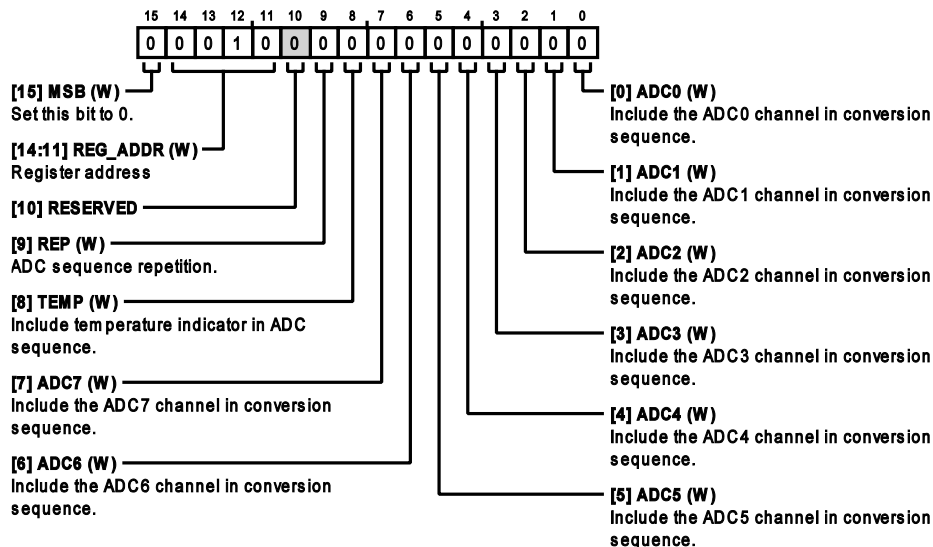 15 14 13 12 11 10 9 8 7 6 5 4 3 2 1 0
0 0 0 1 0 0 0 0 0 0 0 0 0 0 0 0
[15] MSB (W)
Set this bit to 0.
[14:11] REG_ADDR (W)
Register address
[10] RESERVED
[9] REP (W)
ADC sequence repetition.
[8] TEMP (W)
Include temperature indicator in ADC
sequence.
[7] ADC7 (W)
Include the ADC7 channel in conversion
sequence.
[6] ADC6 (W)
Include the ADC6 channel in conversion
sequence.
[0] ADC0 (W)
Include the ADC0 channel in conversion
sequence.
[1] ADC1 (W)
Include the ADC1 channel in conversion
sequence.
[2] ADC2 (W)
Include the ADC2 channel in conversion
sequence.
[3] ADC3 (W)
Include the ADC3 channel in conversion
sequence.
[4] ADC4 (W)
Include the ADC4 channel in conversion
sequence.
[5] ADC5 (W)
Include the ADC5 channel in conversion
sequence.